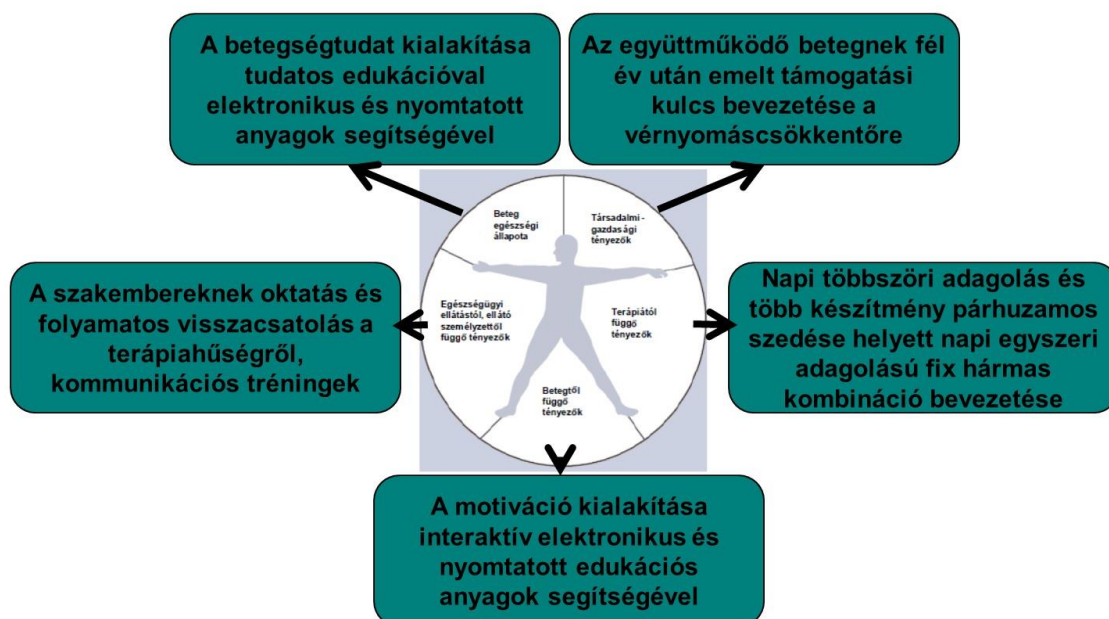 A betegségtudat kialakítása
tudatos edukációval
elektronikus és nyomtatott
anyagok segítségével
Az együttműködő betegnek fél
év után emelt támogatási
kulcs bevezetése a
vérnyomáscsökkentőre
Beteg
egészségi
állapota
Társadalmi -
gazdasági
tényezők
A szakembereknek oktatás és
folyamatos visszacsatolás a
terápiahűségről,
kommunikációs tréningek
Egészségügyi
ellátástól, ellátó
személyzettől
függő tényezők
Terápiától
függő
tényezők
Napi többszöri adagolás és
több készítmény párhuzamos
szedése helyett napi egyszeri
adagolású fix hármas
kombináció bevezetése
Betegtől
függő
tényezők
A motiváció kialakítása
interaktív elektronikus és
nyomtatott edukációs
anyagok segítségével